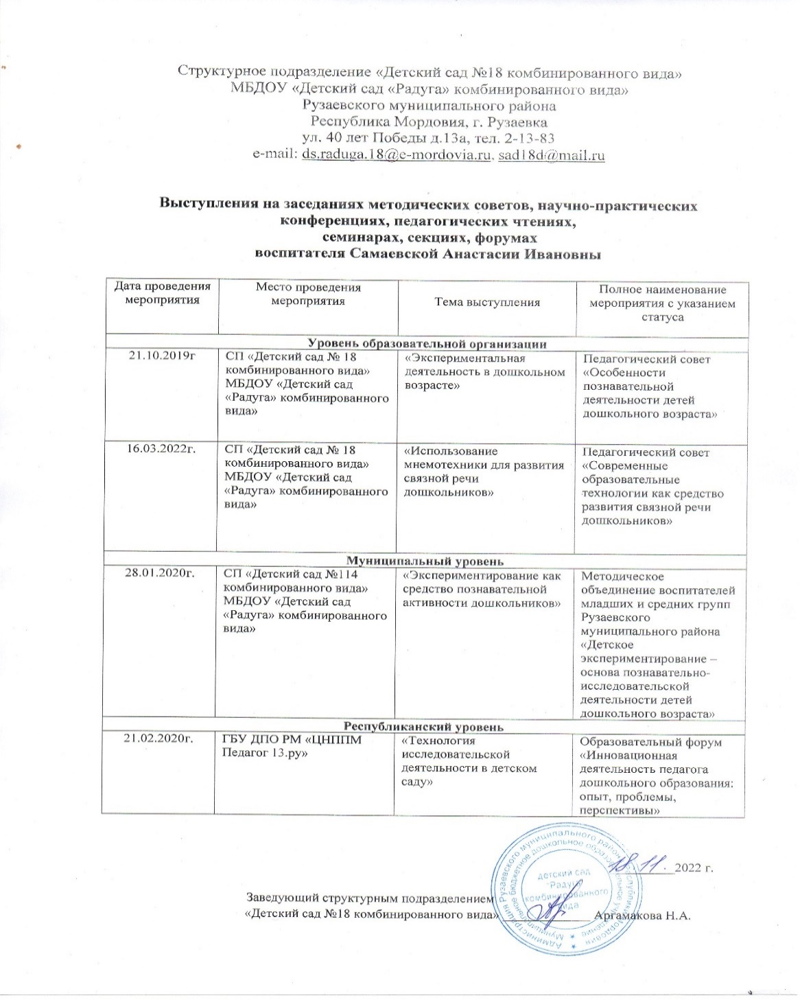 Структурное подразделение «Детский сад №18 комбинированного вида»
МБДОУ «Детский сад «Радуга» комбинированного вида»
Рузаевского муниципального района
Республика Мордовия, г. Рузаевка
ул. 40 лет Победы д.13а, тел. 2-13-83
e-mail: ds.raduga.18@e-mordovia.ru, sad18d@mail.ru
Выступления на заседаниях методических советов, научно-практических
конференциях, педагогических чтениях,
семинарах, секциях, форумах
воспитателя Самаевской Анастасии Ивановны
Дата проведения
мероприятия
Место проведения
мероприятия
Тема выступления
Полное наименование
мероприятия с указанием
статуса
Уровень образовательной организации
21.10.2019г
СП «Детский сад № 18
комбинированного вида»
МБДОУ «Детский сад
«Радуга» комбинированного
вида»
«Экспериментальная
деятельность в дошкольном
возрасте»
Педагогический совет
«Особенности
познавательной
деятельности детей
дошкольного возраста»
16.03.2022г.
СП «Детский сад № 18
комбинированного вида»
МБДОУ «Детский сад
«Радуга» комбинированного
вида»
«Использование
мнемотехники для развития
связной речи
дошкольников»
Педагогический совет
«Современные
образовательные
технологии как средство
развития связной речи
дошкольников»
Муниципальный уровень
28.01.2020г.
СП «Детский сад №114
комбинированного вида»
МБДОУ «Детский сад
«Радуга» комбинированного
вида»
«Экспериментирование как
средство познавательной
активности дошкольников»
Методическое
объединение воспитателей
младших и средних групп
Рузаевского
муниципального района
«Детское
экспериментирование –
основа познавательно-
исследовательской
деятельности детей
дошкольного возраста»
Республиканский уровень
21.02.2020г.
ГБУ ДПО РМ «ЦНППМ
Педагог 13.ру»
«Технология
исследовательской
деятельности в детском
саду»
Образовательный форум
«Инновационная
деятельность педагога
дошкольного образования:
опыт, проблемы,
перспективы»
18.11. 2022 г.
Заведующий структурным подразделением
«Детский сад №18 комбинированного вида» Аргамакова Н.А.
Администрация Рузаевского муниципального района Республики Мордовия
Муниципальное бюджетное дошкольное образовательное учреждение
детский сад
"Радуга"
комбинированного
вида